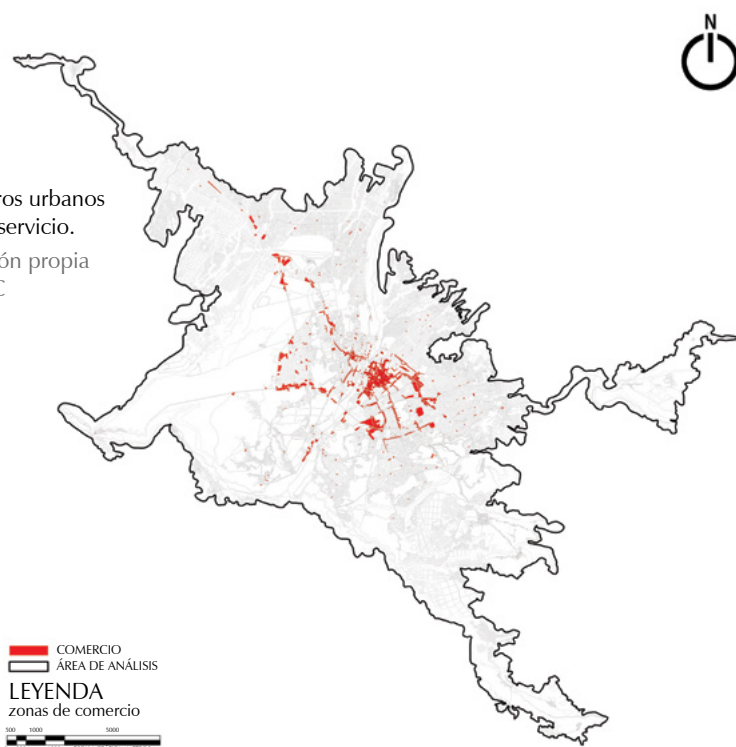 N
ros urbanos
servicio.
ón propia
COMERCIO
ÁREA DE ANÁLISIS
LEYENDA
zonas de comercio
500 1000 5000